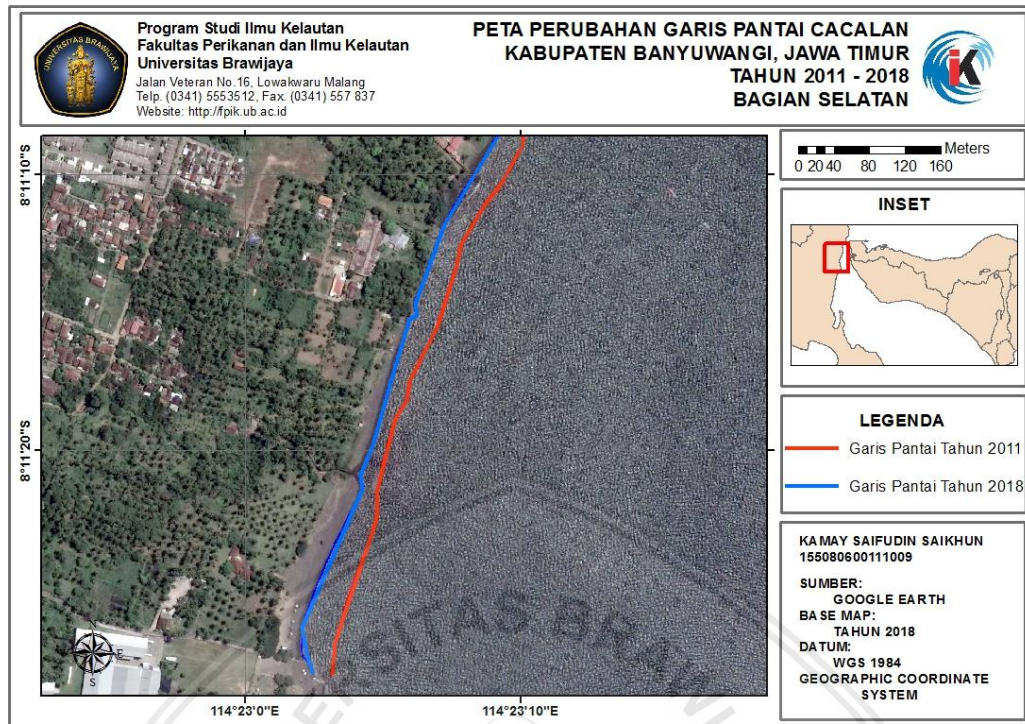 Program Studi Ilmu Kelautan
Fakultas Perikanan dan Ilmu Kelautan
Universitas Brawijaya
Jalan Veteran No.16, Lowakwaru Malang
Telp. (0341) 5553512, Fax. (0341) 557 837
Website: http://fpik.ub.ac.id
UNIVERSITAS BRAWIJAYA
PETA PERUBAHAN GARIS PANTAI CACALAN
KABUPATEN BANYUWANGI, JAWA TIMUR
TAHUN 2011 - 2018
BAGIAN SELATAN
iK
8°11'10"S
8°11'20"S
114°23'0"E
114°23'10"E
N
E
S
Meters
0 20 40 80 120 160
INSET
LEGENDA
Garis Pantai Tahun 2011
Garis Pantai Tahun 2018
KAMAY SAIFUDIN SAIKHUN
155080600111009
SUMBER:
GOOGLE EARTH
BASE MAP:
TAHUN 2018
DATUM:
WGS 1984
GEOGRAPHIC COORDINATE
SYSTEM